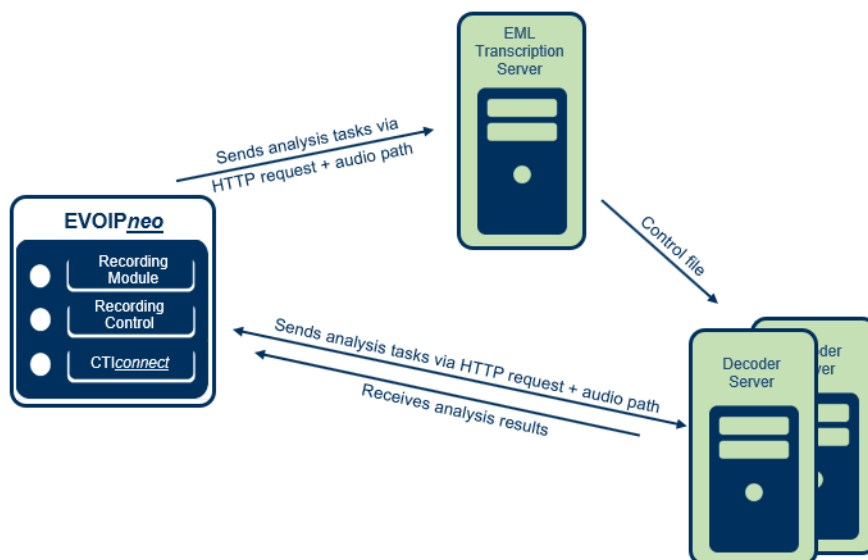 EML
Transcription
Server
Sends analysis tasks via
HTTP request + audio path
EVOIPneo
Recording
Module
Recording
Control
CTIconnect
Control file
Sends analysis tasks via HTTP request + audio path
Receives analysis results
Decoder
Server